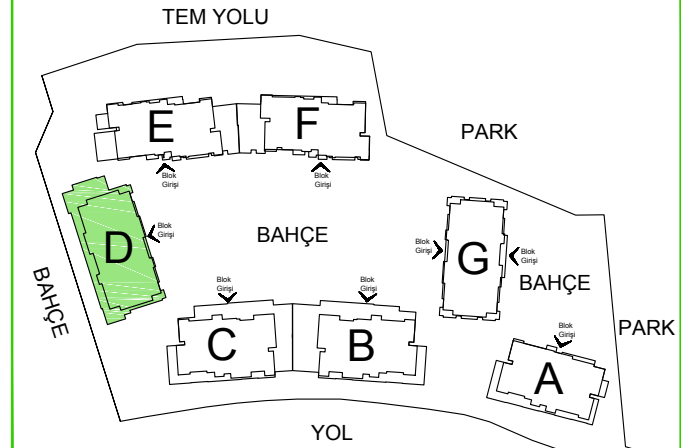 TEM YOLU
PARK
E
F
Blok
Girişi
Blok
Girişi
D
Blok
Girişi
BAHÇE
Blok
Girişi
G
Blok
Girişi
BAHÇE
BAHÇE
Blok
Girişi
Blok
Girişi
C
B
Blok
Girişi
PARK
A
YOL